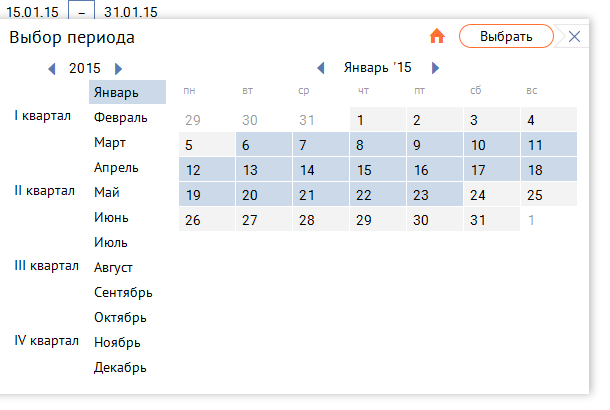 15.01.15 – 31.01.15
Выбор периода
Выбрать
2015
Январь
I квартал
Февраль
Март
Апрель
II квартал
Май
Июнь
Июль
III квартал
Август
Сентябрь
Октябрь
IV квартал
Ноябрь
Декабрь
Январь '15
пн вт ср чт пт сб вс
29 30 31 1 2 3 4
5 6 7 8 9 10 11
12 13 14 15 16 17 18
19 20 21 22 23 24 25
26 27 28 29 30 31 1